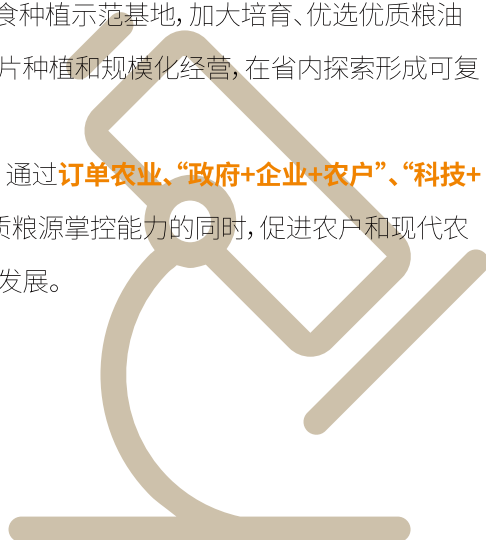 食种植示范基地，加大培育、优选优质粮油
片种植和规模化经营，在省内探索形成可复
通过订单农业、“政府+企业+农户”、“科技+
质粮源掌控能力的同时，促进农户和现代农
发展。